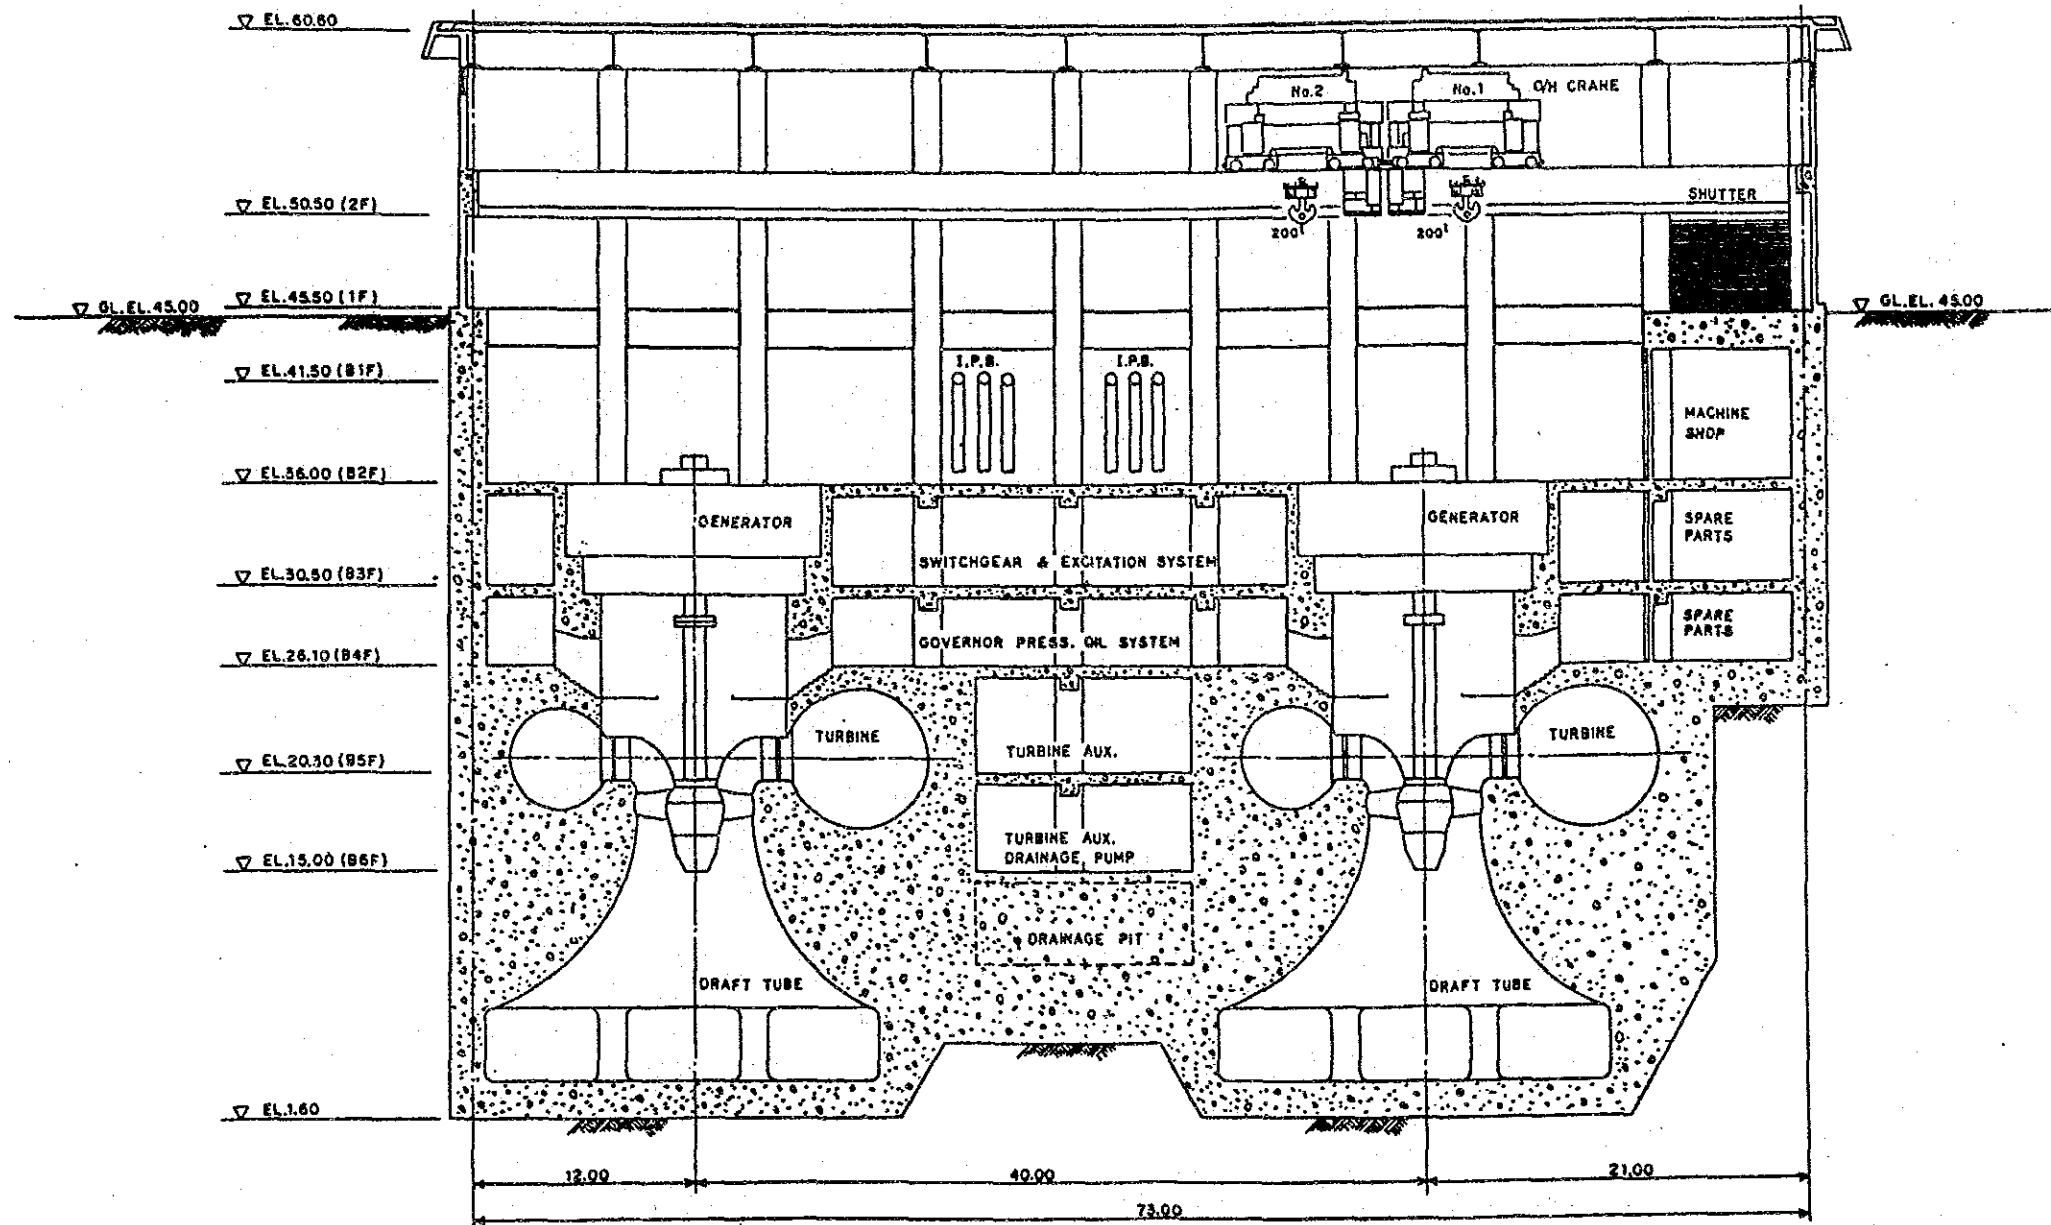 EL.60.60
No.2
No.1
O/H CRANE
EL.50.50 (2F)
SHUTTER
200t
200t
EL.45.50 (1F)
GL.EL.45.00
GL.EL.45.00
I.P.B.
I.P.B.
EL.41.50 (B1F)
MACHINE
SHOP
EL.36.00 (B2F)
GENERATOR
GENERATOR
SPARE
PARTS
SWITCHGEAR & EXCITATION SYSTEM
EL.30.50 (B3F)
SPARE
PARTS
GOVERNOR PRESS. OIL SYSTEM
EL.26.10 (B4F)
TURBINE
TURBINE
TURBINE AUX.
EL.20.30 (B5F)
TURBINE AUX.
DRAINAGE PUMP
EL.15.00 (B6F)
DRAINAGE PIT
DRAFT TUBE
DRAFT TUBE
EL.1.60
12.00
40.00
21.00
73.00